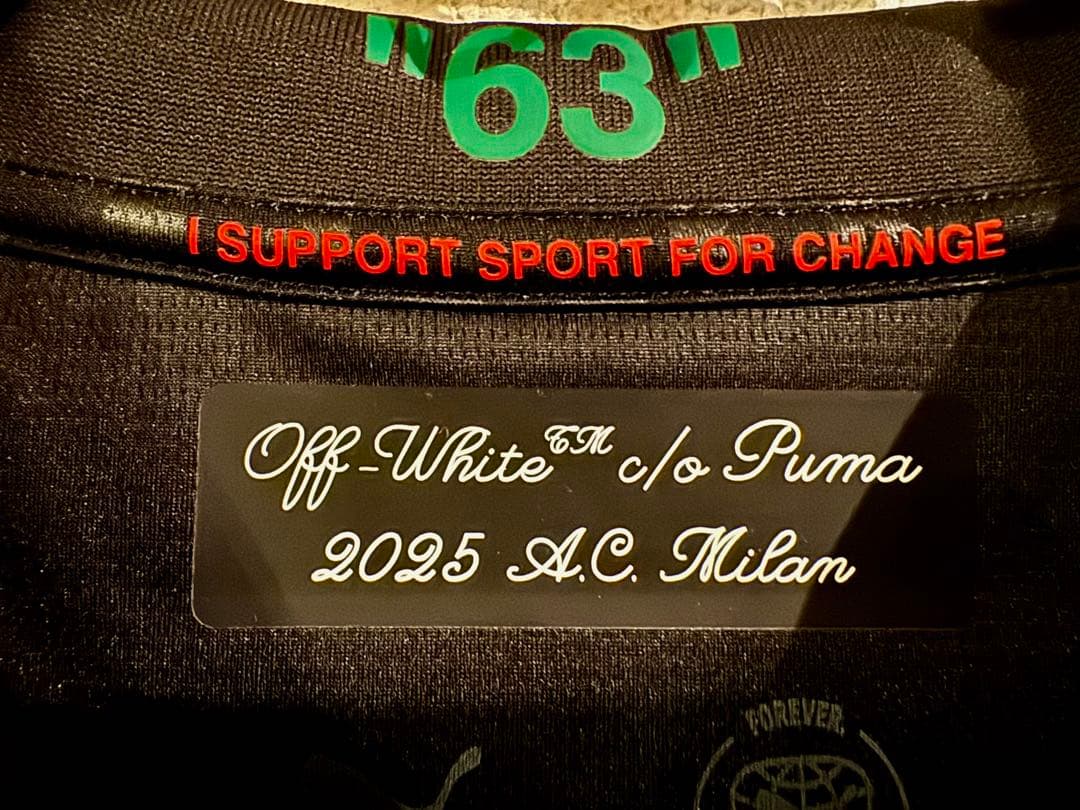 "63"
I SUPPORT SPORT FOR CHANGE
Off-White™ c/o Puma
2025 A.C. Milan
FOREVER.